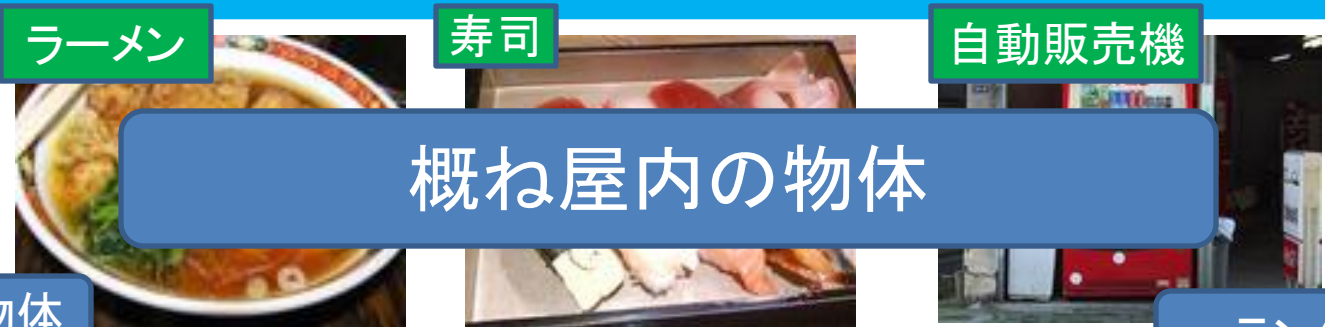 ラーメン
寿司
自動販売機
概ね屋内の物体
物体